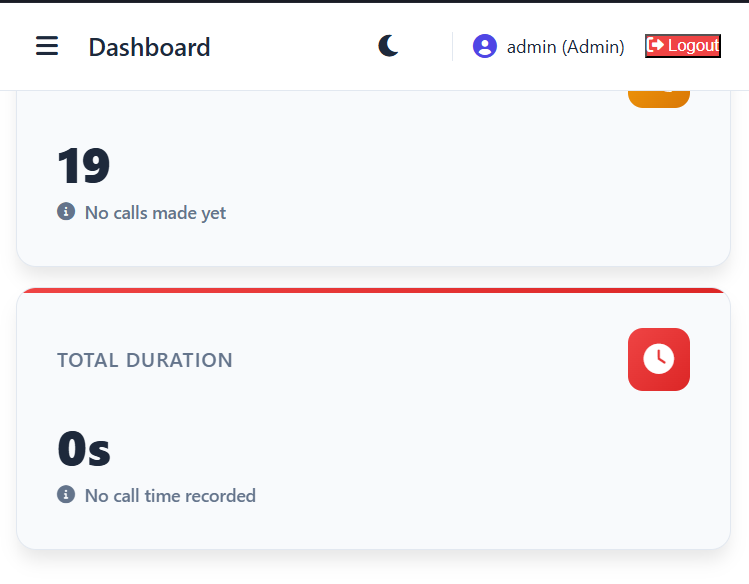 Dashboard
admin (Admin)
Logout
19
No calls made yet
TOTAL DURATION
0s
No call time recorded